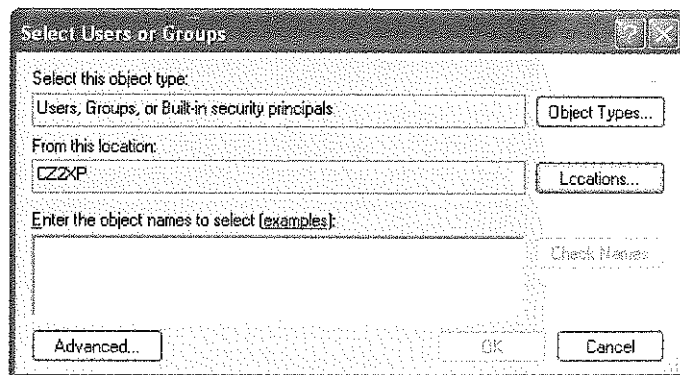 Select Users or Groups
Select this object type:
Users, Groups, or Built-in security principals
Object Types...
From this location:
CZ2XP
Locations...
Enter the object names to select (examples):
Check Names
Advanced...
OK
Cancel